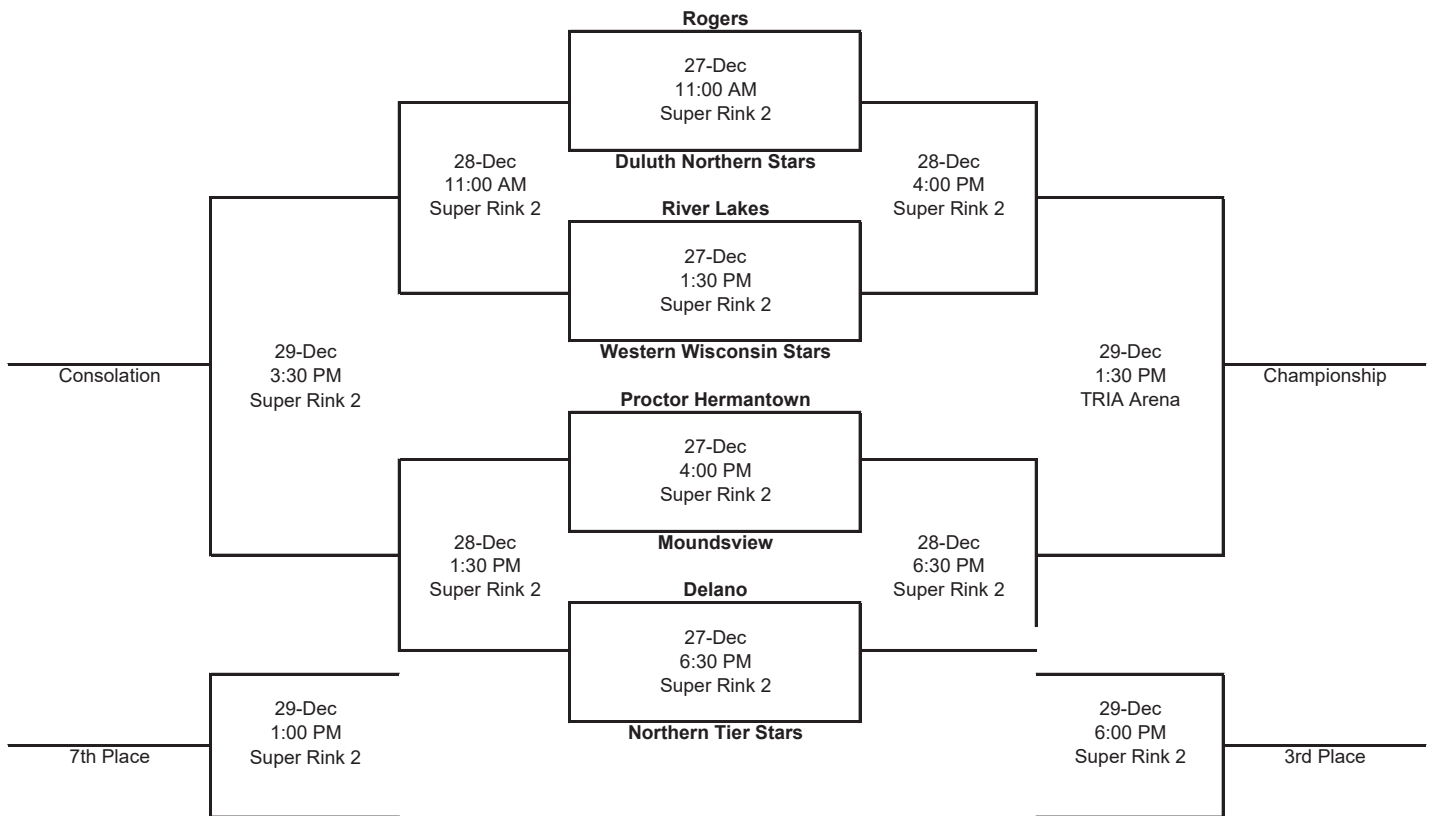 Rogers
27-Dec
11:00 AM
Super Rink 2
Duluth Northern Stars
28-Dec
11:00 AM
Super Rink 2
28-Dec
4:00 PM
Super Rink 2
River Lakes
27-Dec
1:30 PM
Super Rink 2
Western Wisconsin Stars
29-Dec
3:30 PM
Super Rink 2
Consolation
29-Dec
1:30 PM
TRIA Arena
Championship
Proctor Hermantown
27-Dec
4:00 PM
Super Rink 2
Moundsview
28-Dec
1:30 PM
Super Rink 2
28-Dec
6:30 PM
Super Rink 2
Delano
27-Dec
6:30 PM
Super Rink 2
Northern Tier Stars
29-Dec
1:00 PM
Super Rink 2
7th Place
29-Dec
6:00 PM
Super Rink 2
3rd Place